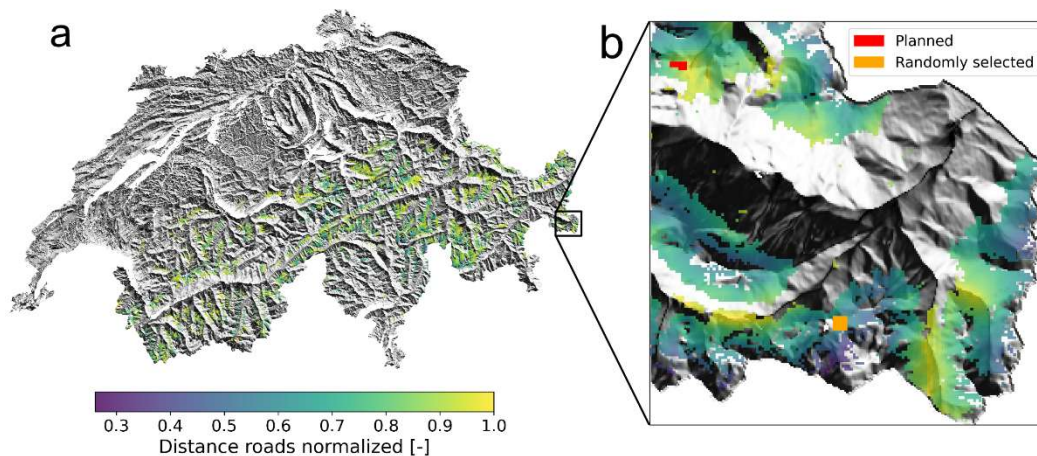 a
b
Planned
Randomly selected
0.3 0.4 0.5 0.6 0.7 0.8 0.9 1.0
Distance roads normalized [-]